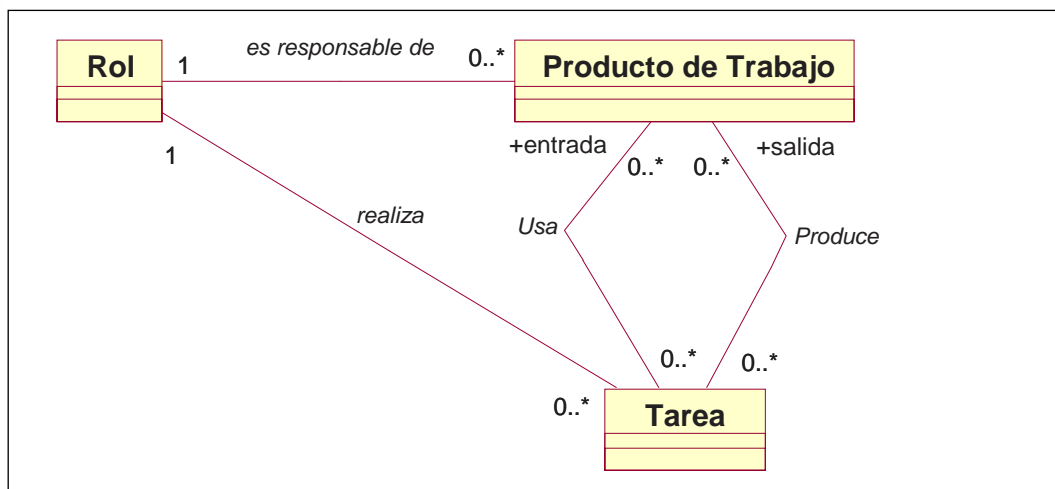 es responsable de
Rol
1
0..*
Producto de Trabajo
+entrada
+salida
1
0..*
0..*
realiza
Usa
Produce
0..*
0..*
0..*
Tarea